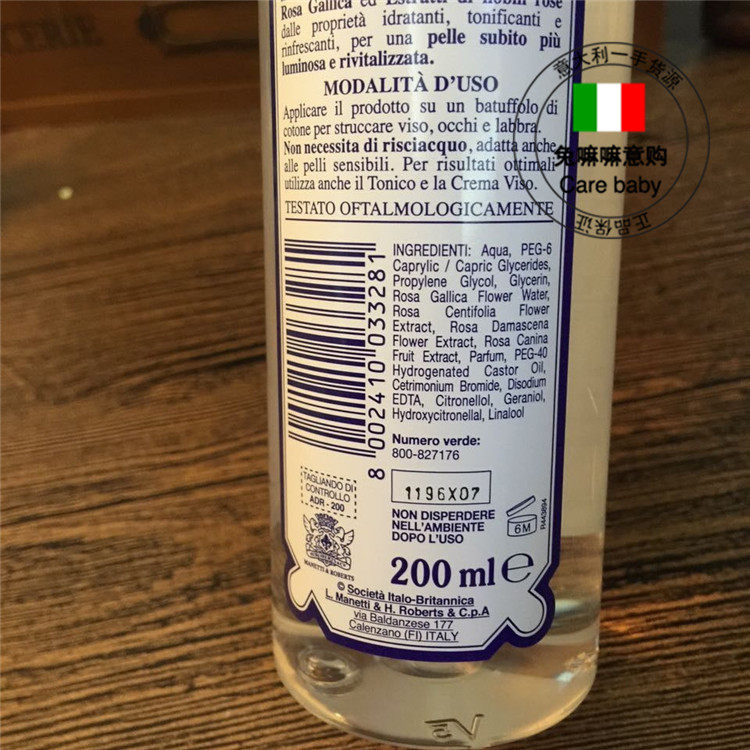 Rosa Gallica ed Estratti di nobili rose
dalle proprietà idratanti, tonificanti e
rinfrescanti, per una pelle subito più
luminosa e rivitalizzata.
MODALITÀ D'USO
Applicare il prodotto su un batuffolo di
cotone per struccare viso, occhi e labbra.
Non necessita di risciacquo, adatta anche
alle pelli sensibili. Per risultati ottimali
utilizza anche il Tonico e la Crema Viso.
TESTATO OFTALMOLOGICAMENTE
INGREDIENTI: Aqua, PEG-6
Caprylic / Capric Glycerides,
Propylene Glycol, Glycerin,
Rosa Gallica Flower Water,
Rosa Centifolia Flower
Extract, Rosa Damascena
Flower Extract, Rosa Canina
Fruit Extract, Parfum, PEG-40
Hydrogenated Castor Oil,
Cetrimonium Bromide, Disodium
EDTA, Citronellol, Geraniol,
Hydroxycitronellal, Linalool
8 002410 033281
Numero verde:
800-827176
TAGLIANDO DI
CONTROLLO
ADR - 200
1196X07
NON DISPERDERE
NELL'AMBIENTE
DOPO L'USO
6M
R443894
MANETTI & ROBERTS
200 ml e
© Società Italo-Britannica
L. Manetti & H. Roberts & C.p.A
via Baldanzese 177
Calenzano (FI) ITALY
意大利一手货源
兔嘛嘛意购
Care baby
正品保证